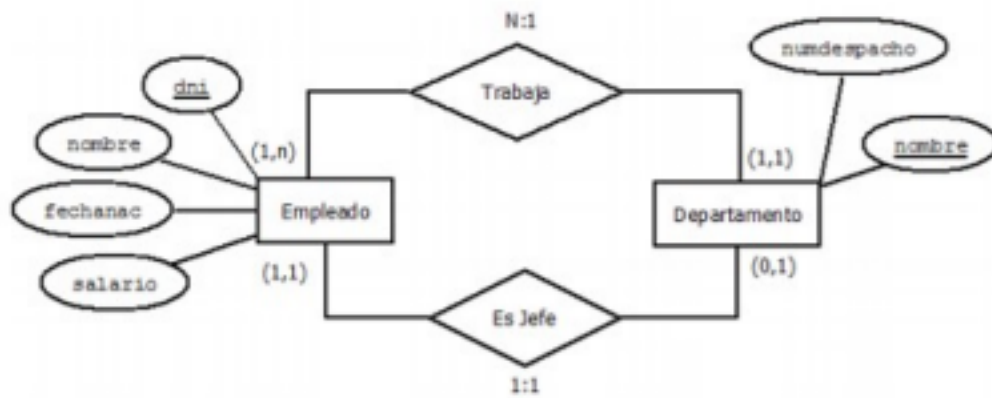 N:1
numdespacho
dni
Trabaja
nombre
nombre
(1,n)
(1,1)
fechanac
Empleado
Departamento
salario
(1,1)
(0,1)
Es Jefe
1:1